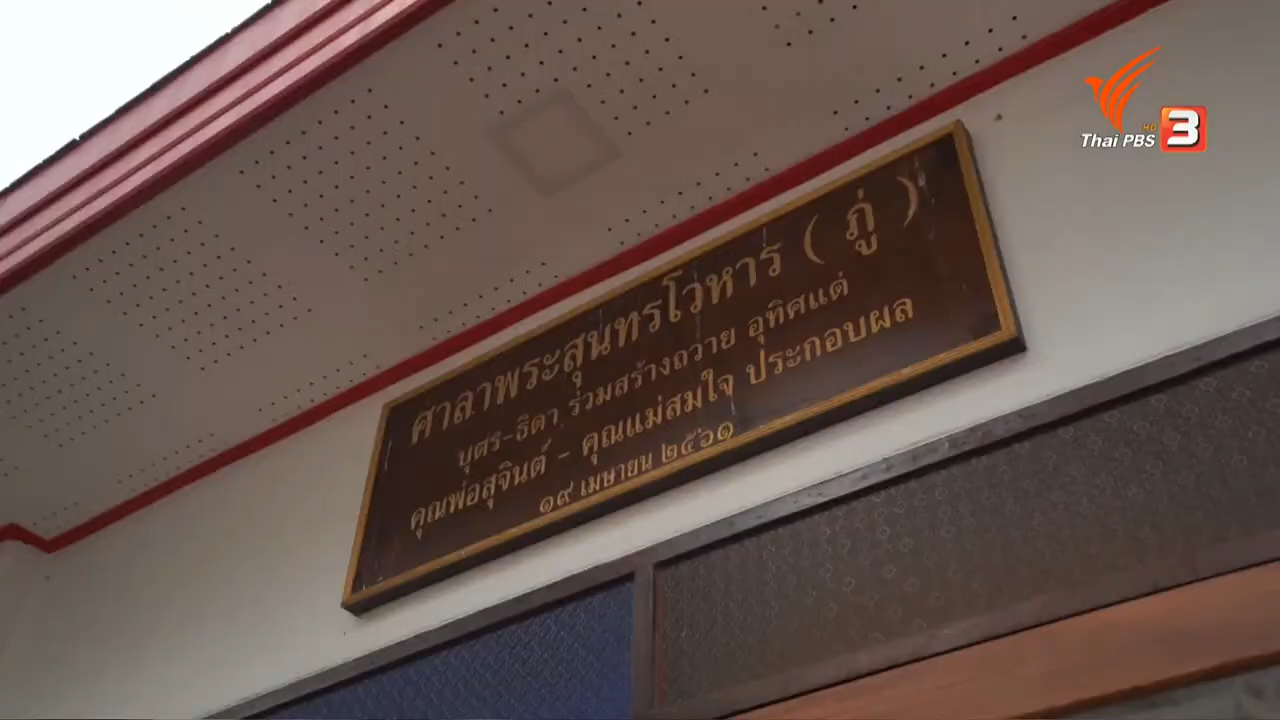 ศาลาพระสุนทรโวหาร ( ภู่ )
บุตร-ธิดา ร่วมสร้างถวาย อุทิศแด่
คุณพ่อสุจินต์ - คุณแม่สมใจ ประกอบผล
๑๙ เมษายน ๒๕๖๑
Thai PBS HD 3